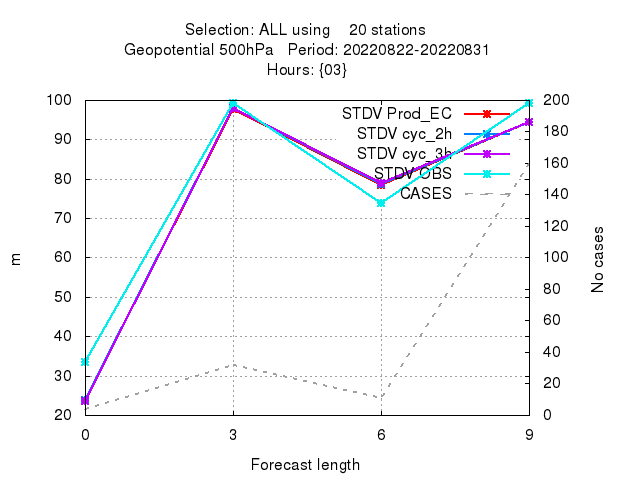 Selection: ALL using    20 stations
Geopotential 500hPa   Period: 20220822-20220831
Hours: {03}
STDV Prod_EC
STDV cyc_2h
STDV cyc_3h
STDV OBS
CASES
100
90
80
70
60
50
40
30
20
m
200
180
160
140
120
100
80
60
40
20
0
No cases
0
3
6
9
Forecast length